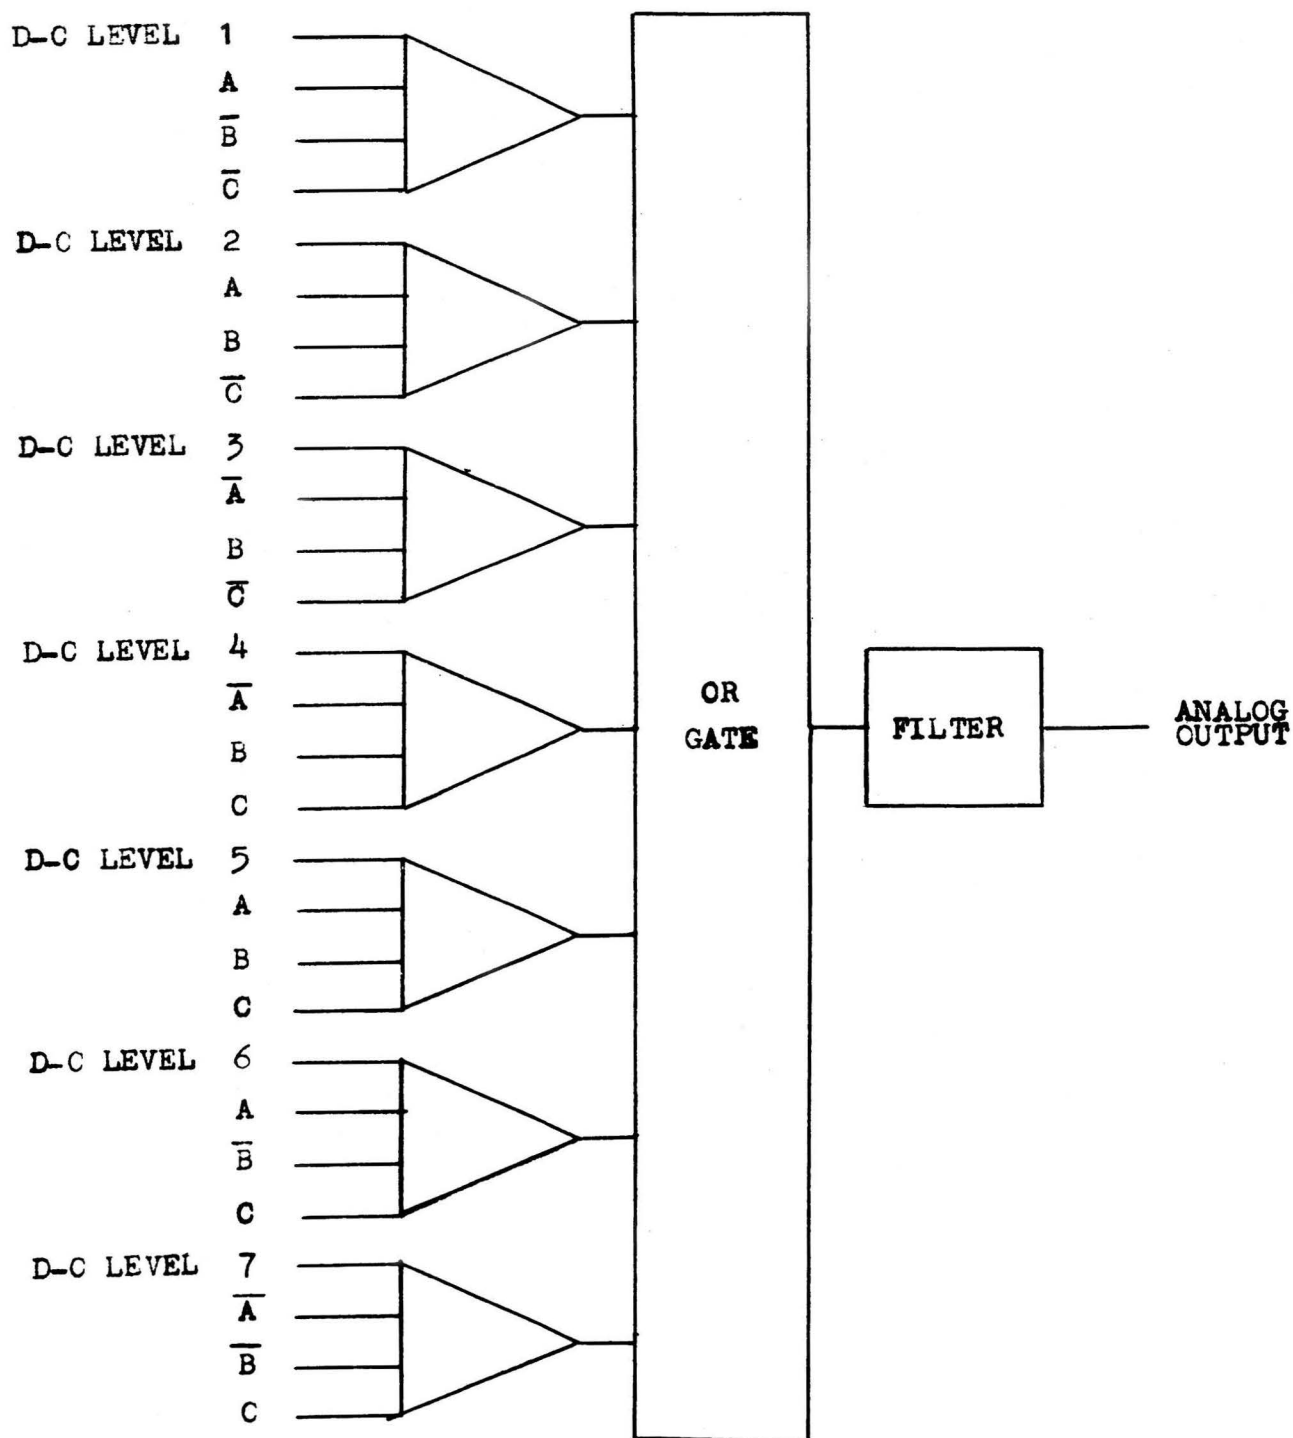 D-C LEVEL 1
A
B̅
C̅
D-C LEVEL 2
A
B
C̅
D-C LEVEL 3
A̅
B
C̅
D-C LEVEL 4
A̅
B
C
D-C LEVEL 5
A
B
C
D-C LEVEL 6
A
B̅
C
D-C LEVEL 7
A̅
B̅
C
OR
GATE
FILTER
ANALOG
OUTPUT